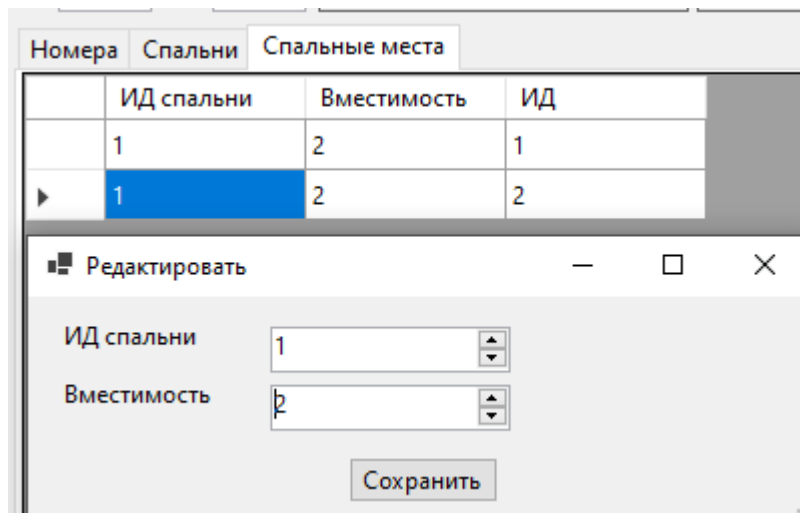 Номера Спальни Спальные места
ИД спальни Вместимость ИД
1 2 1
1 2 2
Редактировать
ИД спальни 1
Вместимость 2
Сохранить